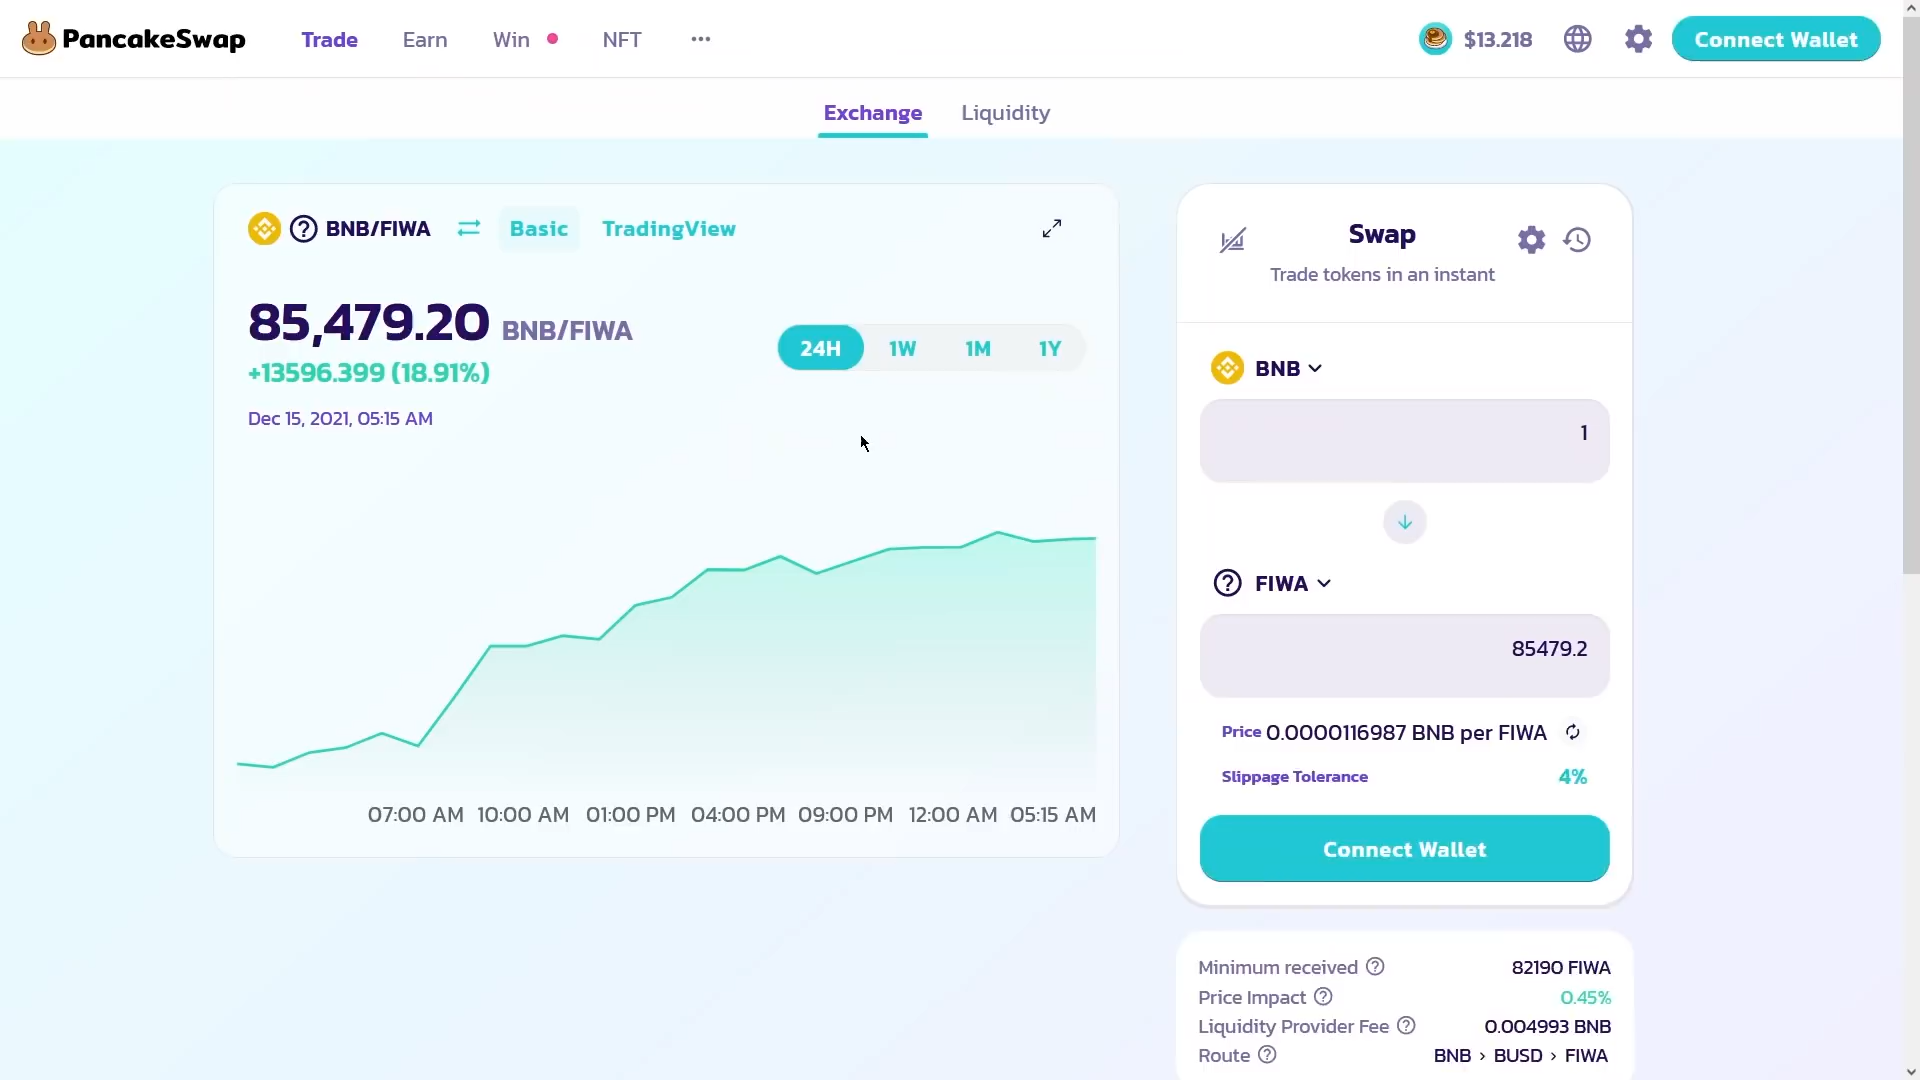 PancakeSwap Trade Earn Win NFT ... $13.218 Connect Wallet
Exchange Liquidity
BNB/FIWA Basic TradingView
85,479.20 BNB/FIWA
+13596.399 (18.91%)
Dec 15, 2021, 05:15 AM
24H 1W 1M 1Y
07:00 AM 10:00 AM 01:00 PM 04:00 PM 09:00 PM 12:00 AM 05:15 AM
Swap
Trade tokens in an instant
BNB
1
FIWA
85479.2
Price 0.0000116987 BNB per FIWA
Slippage Tolerance 4%
Connect Wallet
Minimum received 82190 FIWA
Price Impact 0.45%
Liquidity Provider Fee 0.004993 BNB
Route BNB > BUSD > FIWA